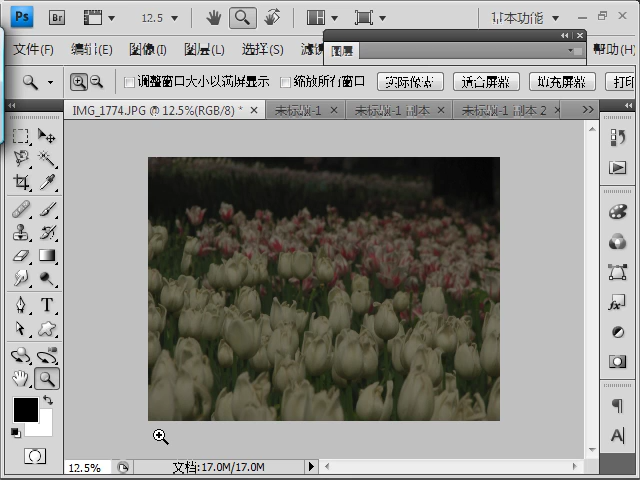 Ps Br 12.5 基本功能
文件(F) 编辑(E) 图像(I) 图层(L) 选择(S) 图层 帮助(H)
调整窗口大小以满屏显示 缩放所有窗口 实际像素 适合屏幕 填充屏幕 打印
IMG_1774.JPG @ 12.5%(RGB/8) * 未标题-1 未标题-1 副本 未标题-1 副本 2
T
fx
A
12.5% 文档:17.0M/17.0M